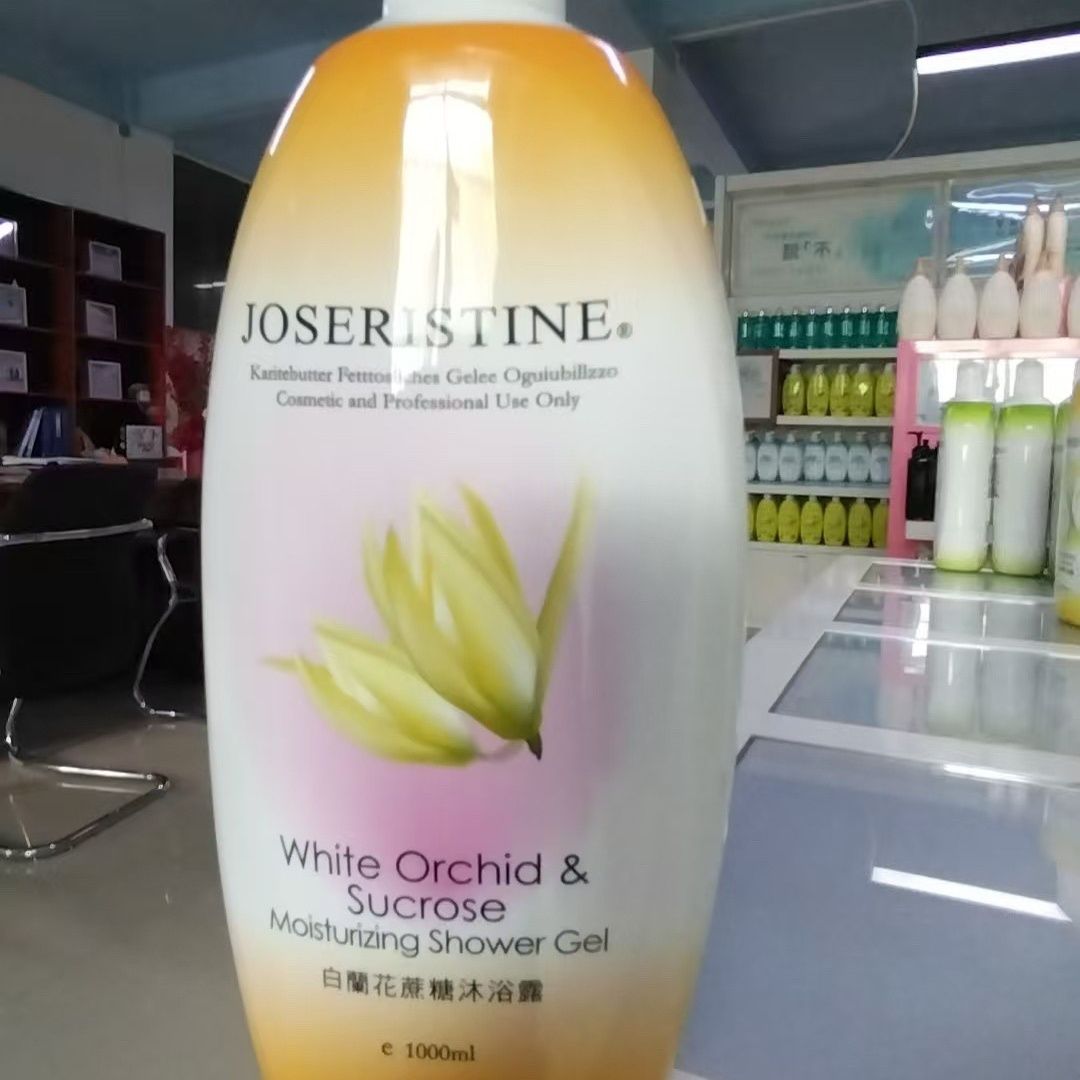 JOSERISTINE®
Karitebutter Fetttosliches Gelee Oguiubillzzo
Cosmetic and Professional Use Only
White Orchid &
Sucrose
Moisturizing Shower Gel
白蘭花蔗糖沐浴露
e 1000ml